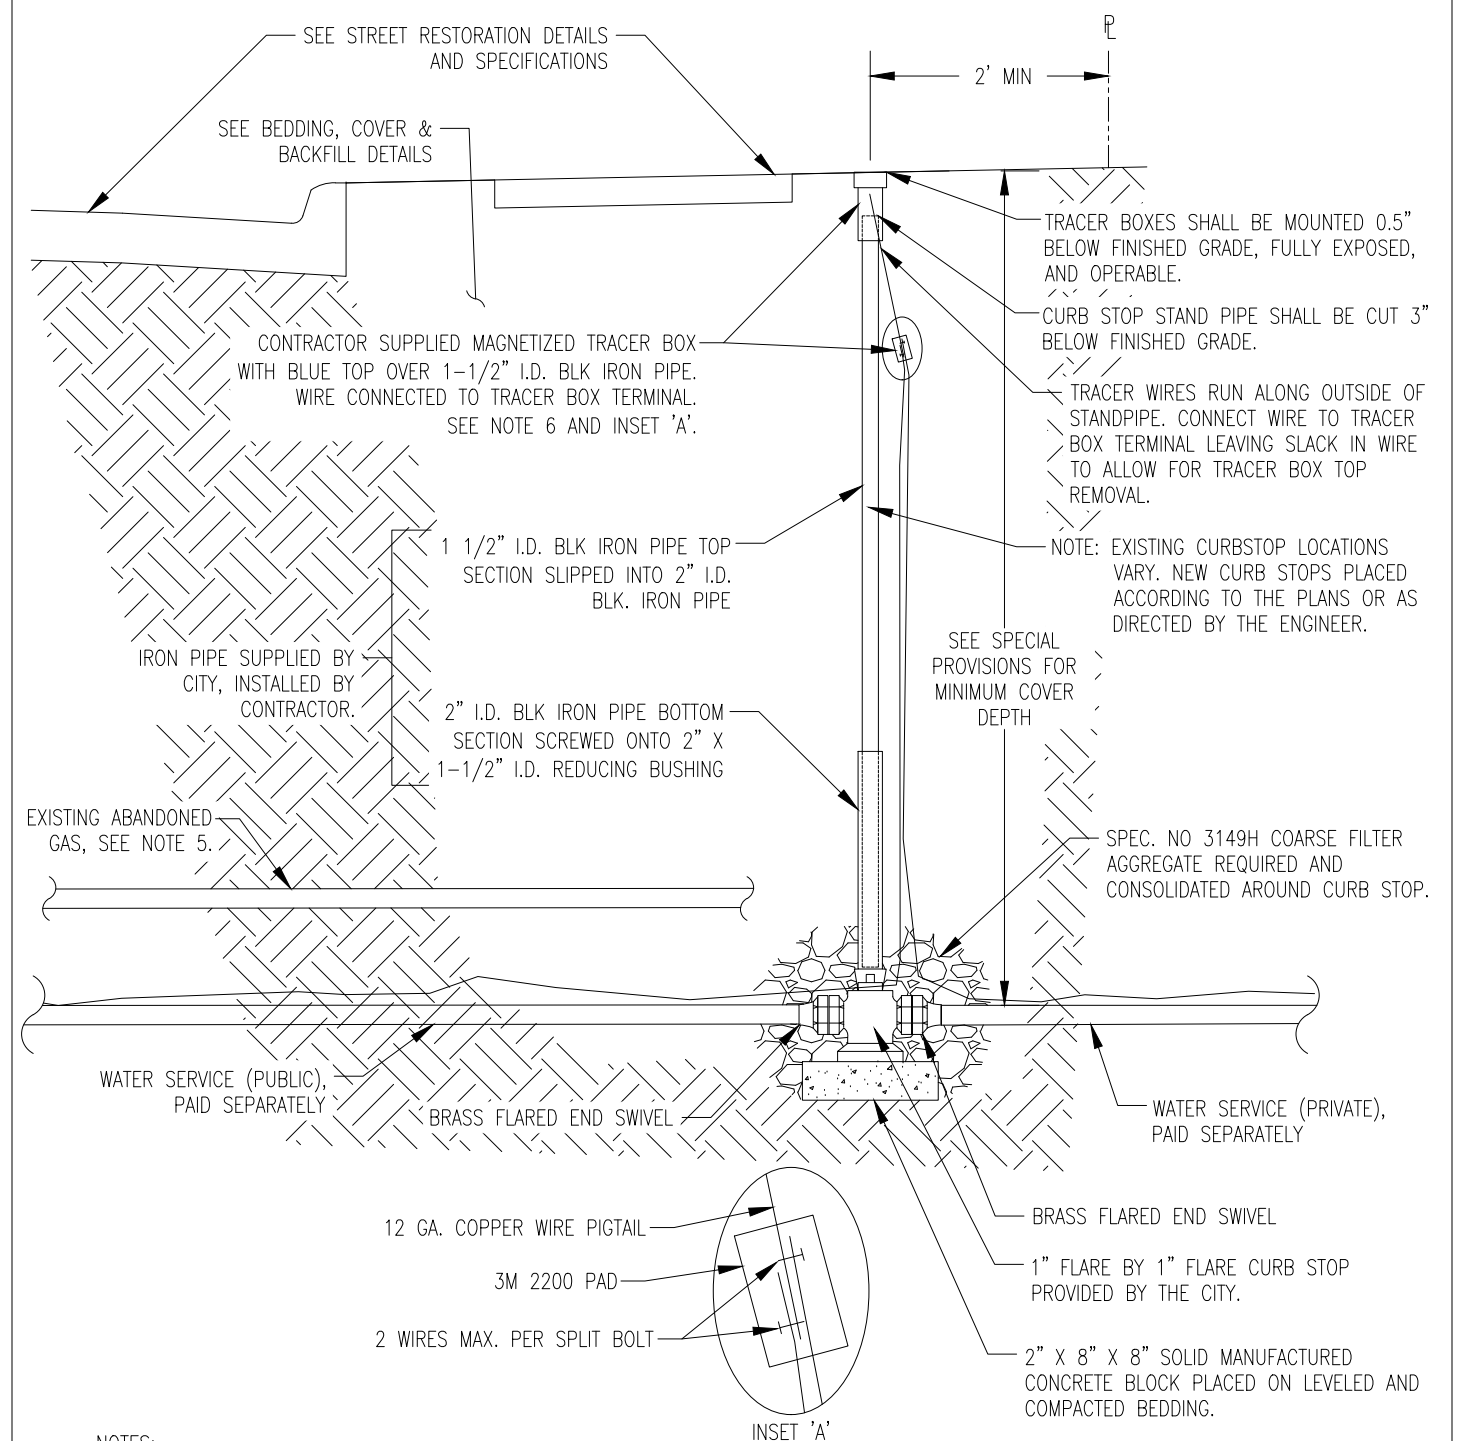 SEE STREET RESTORATION DETAILS
AND SPECIFICATIONS
PL
2' MIN
SEE BEDDING, COVER &
BACKFILL DETAILS
TRACER BOXES SHALL BE MOUNTED 0.5"
BELOW FINISHED GRADE, FULLY EXPOSED,
AND OPERABLE.
CURB STOP STAND PIPE SHALL BE CUT 3"
BELOW FINISHED GRADE.
CONTRACTOR SUPPLIED MAGNETIZED TRACER BOX
WITH BLUE TOP OVER 1-1/2" I.D. BLK IRON PIPE.
WIRE CONNECTED TO TRACER BOX TERMINAL.
SEE NOTE 6 AND INSET 'A'.
TRACER WIRES RUN ALONG OUTSIDE OF
STANDPIPE. CONNECT WIRE TO TRACER
BOX TERMINAL LEAVING SLACK IN WIRE
TO ALLOW FOR TRACER BOX TOP
REMOVAL.
1 1/2" I.D. BLK IRON PIPE TOP
SECTION SLIPPED INTO 2" I.D.
BLK. IRON PIPE
NOTE: EXISTING CURBSTOP LOCATIONS
VARY. NEW CURB STOPS PLACED
ACCORDING TO THE PLANS OR AS
DIRECTED BY THE ENGINEER.
SEE SPECIAL
PROVISIONS FOR
MINIMUM COVER
DEPTH
IRON PIPE SUPPLIED BY
CITY, INSTALLED BY
CONTRACTOR.
2" I.D. BLK IRON PIPE BOTTOM
SECTION SCREWED ONTO 2" X
1-1/2" I.D. REDUCING BUSHING
EXISTING ABANDONED
GAS, SEE NOTE 5.
SPEC. NO 3149H COARSE FILTER
AGGREGATE REQUIRED AND
CONSOLIDATED AROUND CURB STOP.
WATER SERVICE (PUBLIC),
PAID SEPARATELY
BRASS FLARED END SWIVEL
WATER SERVICE (PRIVATE),
PAID SEPARATELY
12 GA. COPPER WIRE PIGTAIL
3M 2200 PAD
2 WIRES MAX. PER SPLIT BOLT
BRASS FLARED END SWIVEL
1" FLARE BY 1" FLARE CURB STOP
PROVIDED BY THE CITY.
2" X 8" X 8" SOLID MANUFACTURED
CONCRETE BLOCK PLACED ON LEVELED AND
COMPACTED BEDDING.
INSET 'A'
NOTES: